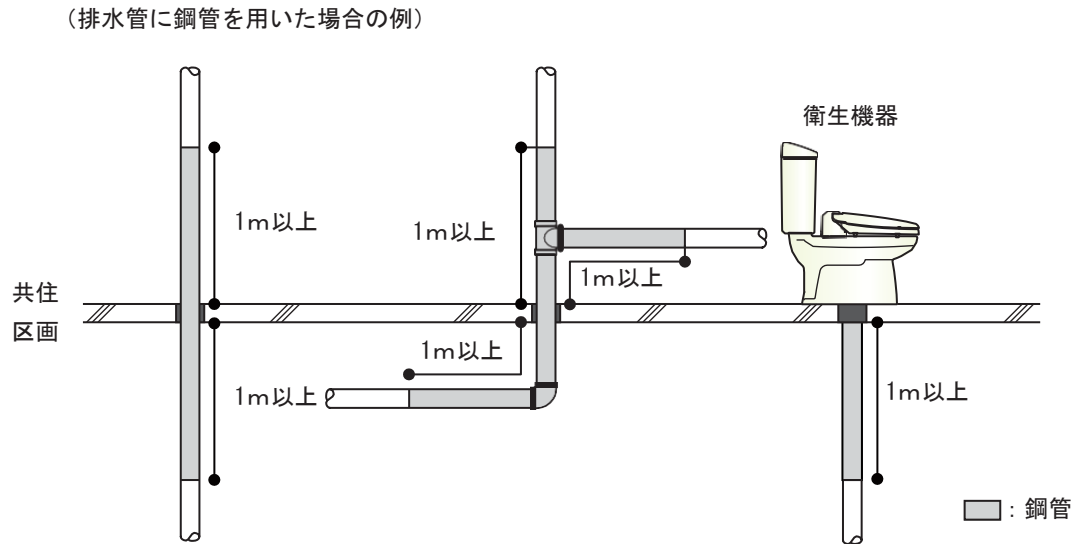 （排水管に鋼管を用いた場合の例）
衛生機器
1m以上
1m以上
1m以上
共住
区画
1m以上
1m以上
1m以上
：鋼管